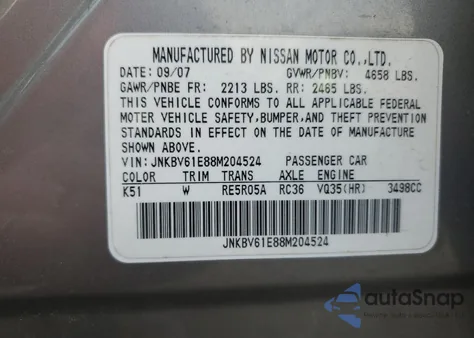 MANUFACTURED BY NISSAN MOTOR CO.,LTD.
DATE: 09/07 GVWR/PNBV: 4658 LBS.
GAWR/PNBE FR: 2213 LBS. RR: 2465 LBS.
THIS VEHICLE CONFORMS TO ALL APPLICABLE FEDERAL
MOTOR VEHICLE SAFETY,BUMPER,AND THEFT PREVENTION
STANDARDS IN EFFECT ON THE DATE OF MANUFACTURE
SHOWN ABOVE.
VIN: JNKBV61E88M204524 PASSENGER CAR
COLOR TRIM TRANS AXLE ENGINE
K51 W RE5R05A RC36 VQ35(HR) 3498CC
JNKBV61E88M204524
autoSnap